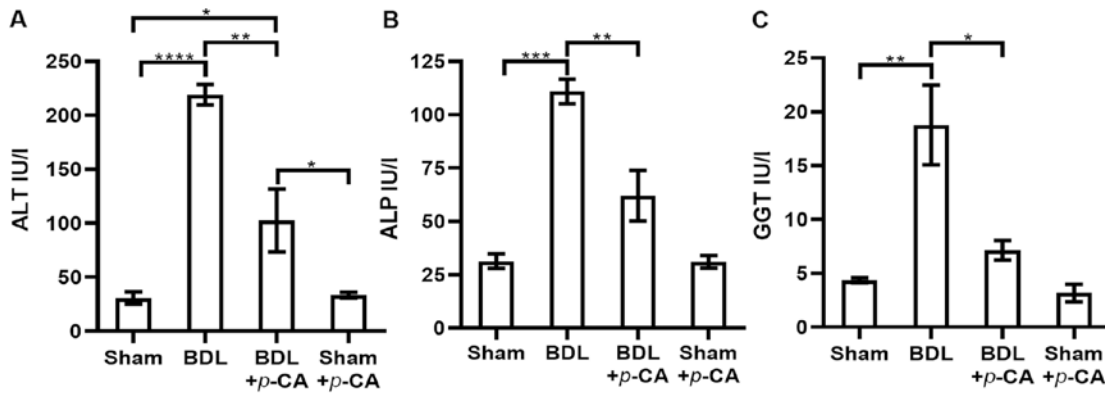 A
*
**
****
*
250
200
150
100
50
0
ALT IU/l
Sham
BDL
BDL
+p-CA
Sham
+p-CA
B
***
**
125
100
75
50
25
0
ALP IU/l
Sham
BDL
BDL
+p-CA
Sham
+p-CA
C
**
*
25
20
15
10
5
0
GGT IU/l
Sham
BDL
BDL
+p-CA
Sham
+p-CA